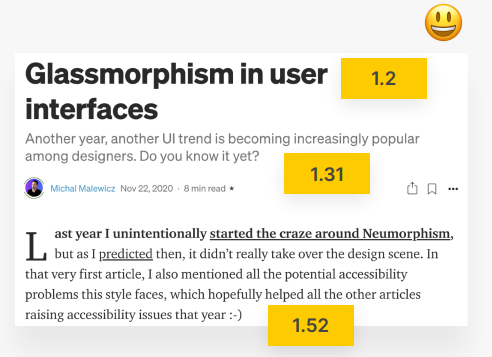 Glassmorphism in user
interfaces
1.2
Another year, another UI trend is becoming increasingly popular
among designers. Do you know it yet?
1.31
Michal Malewicz Nov 22, 2020 · 8 min read ★
Last year I unintentionally started the craze around Neumorphism,
but as I predicted then, it didn't really take over the design scene. In
that very first article, I also mentioned all the potential accessibility
problems this style faces, which hopefully helped all the other articles
raising accessibility issues that year :-)
1.52